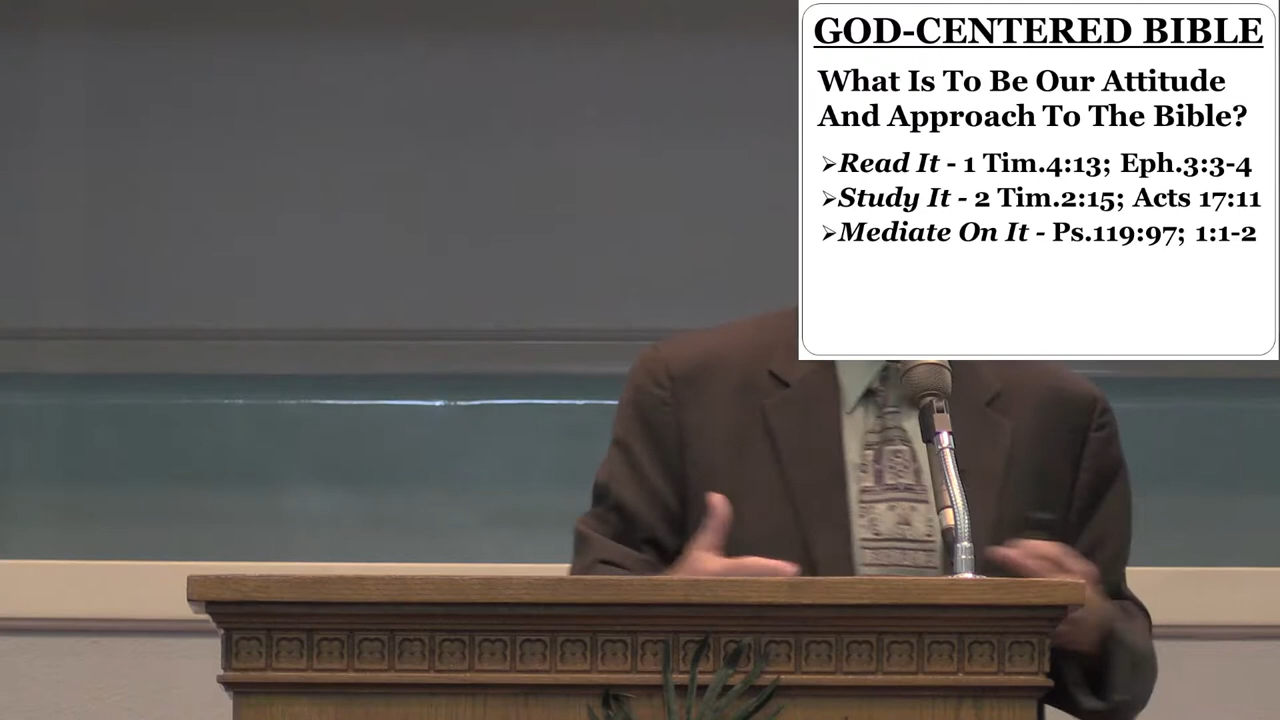 GOD-CENTERED BIBLE
What Is To Be Our Attitude
And Approach To The Bible?
➢Read It - 1 Tim.4:13; Eph.3:3-4
➢Study It - 2 Tim.2:15; Acts 17:11
➢Mediate On It - Ps.119:97; 1:1-2